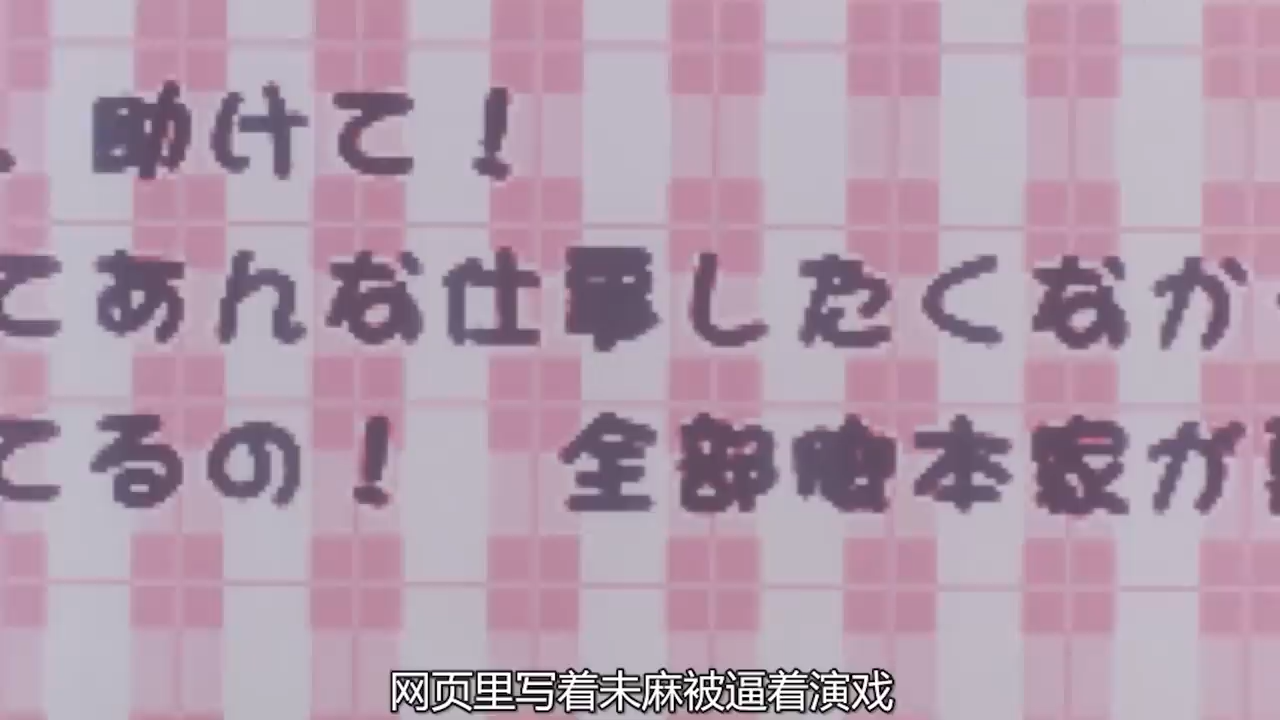 、助けて！
てあんな仕事したくなか
てるの！　全部脚本家が
网页里写着未麻被逼着演戏